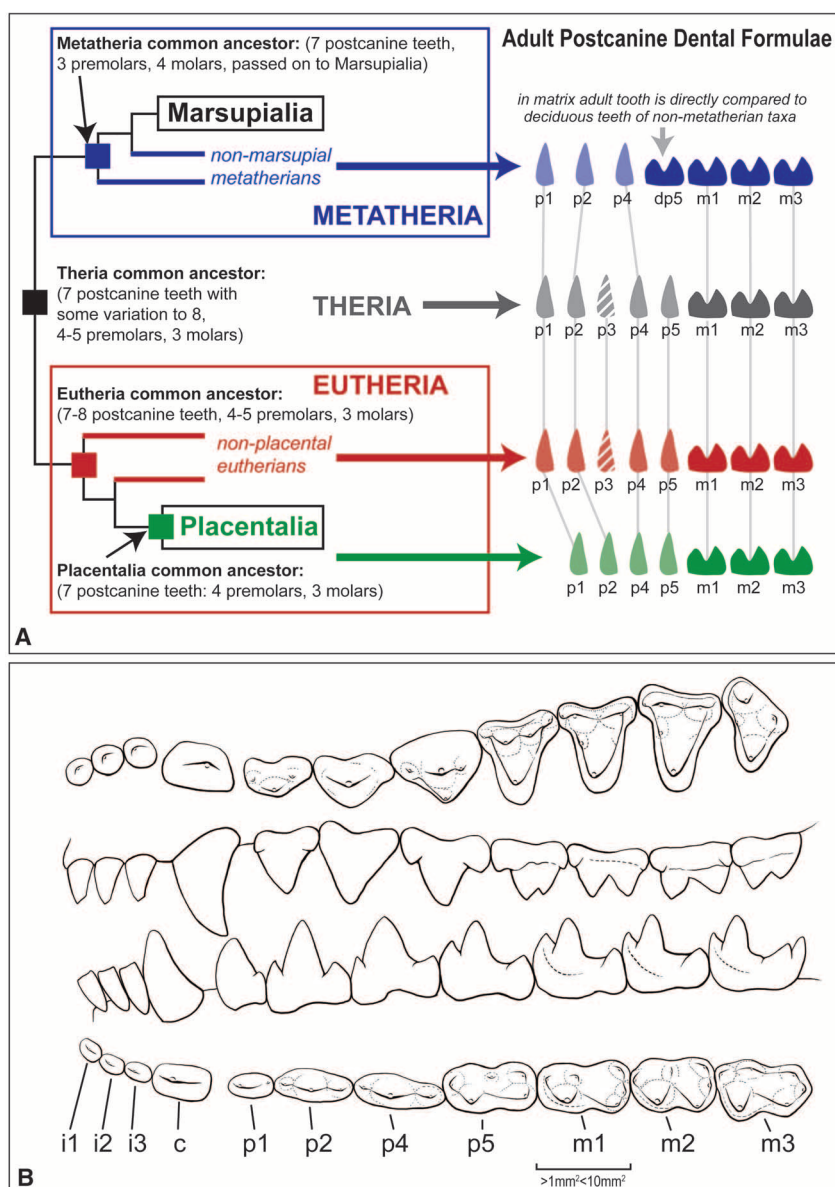 Metatheria common ancestor: (7 postcanine teeth,
3 premolars, 4 molars, passed on to Marsupialia)
Adult Postcanine Dental Formulae
in matrix adult tooth is directly compared to
deciduous teeth of non-metatherian taxa
Marsupialia
non-marsupial
metatherians
METATHERIA
p1 p2 p4 dp5 m1 m2 m3
Theria common ancestor:
(7 postcanine teeth with
some variation to 8,
4-5 premolars, 3 molars)
THERIA
p1 p2 p3 p4 p5 m1 m2 m3
EUTHERIA
Eutheria common ancestor:
(7-8 postcanine teeth, 4-5 premolars, 3 molars)
non-placental
eutherians
p1 p2 p3 p4 p5 m1 m2 m3
Placentalia
Placentalia common ancestor:
(7 postcanine teeth: 4 premolars, 3 molars)
p1 p2 p4 p5 m1 m2 m3
A
i1 i2 i3 c p1 p2 p4 p5 m1 m2 m3
>1mm²<10mm²
B